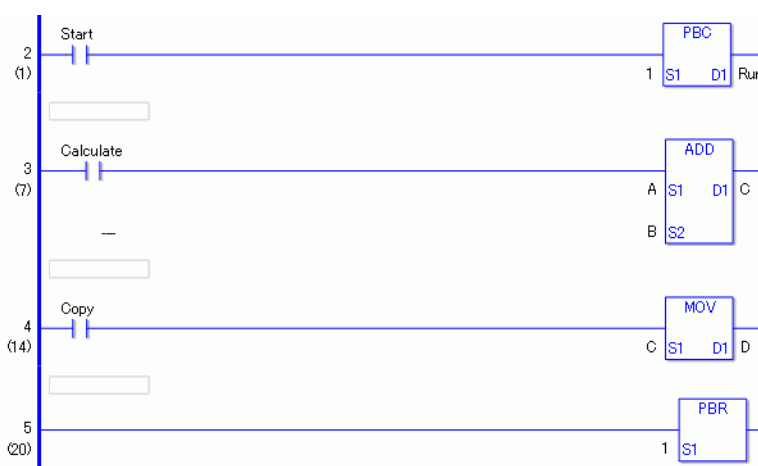 Start
PBC
2
(1)
1 S1 D1 Run
Calculate
ADD
3
(7)
A S1 D1 C
B S2
Copy
MOV
4
(14)
C S1 D1 D
PBR
5
(20)
1 S1